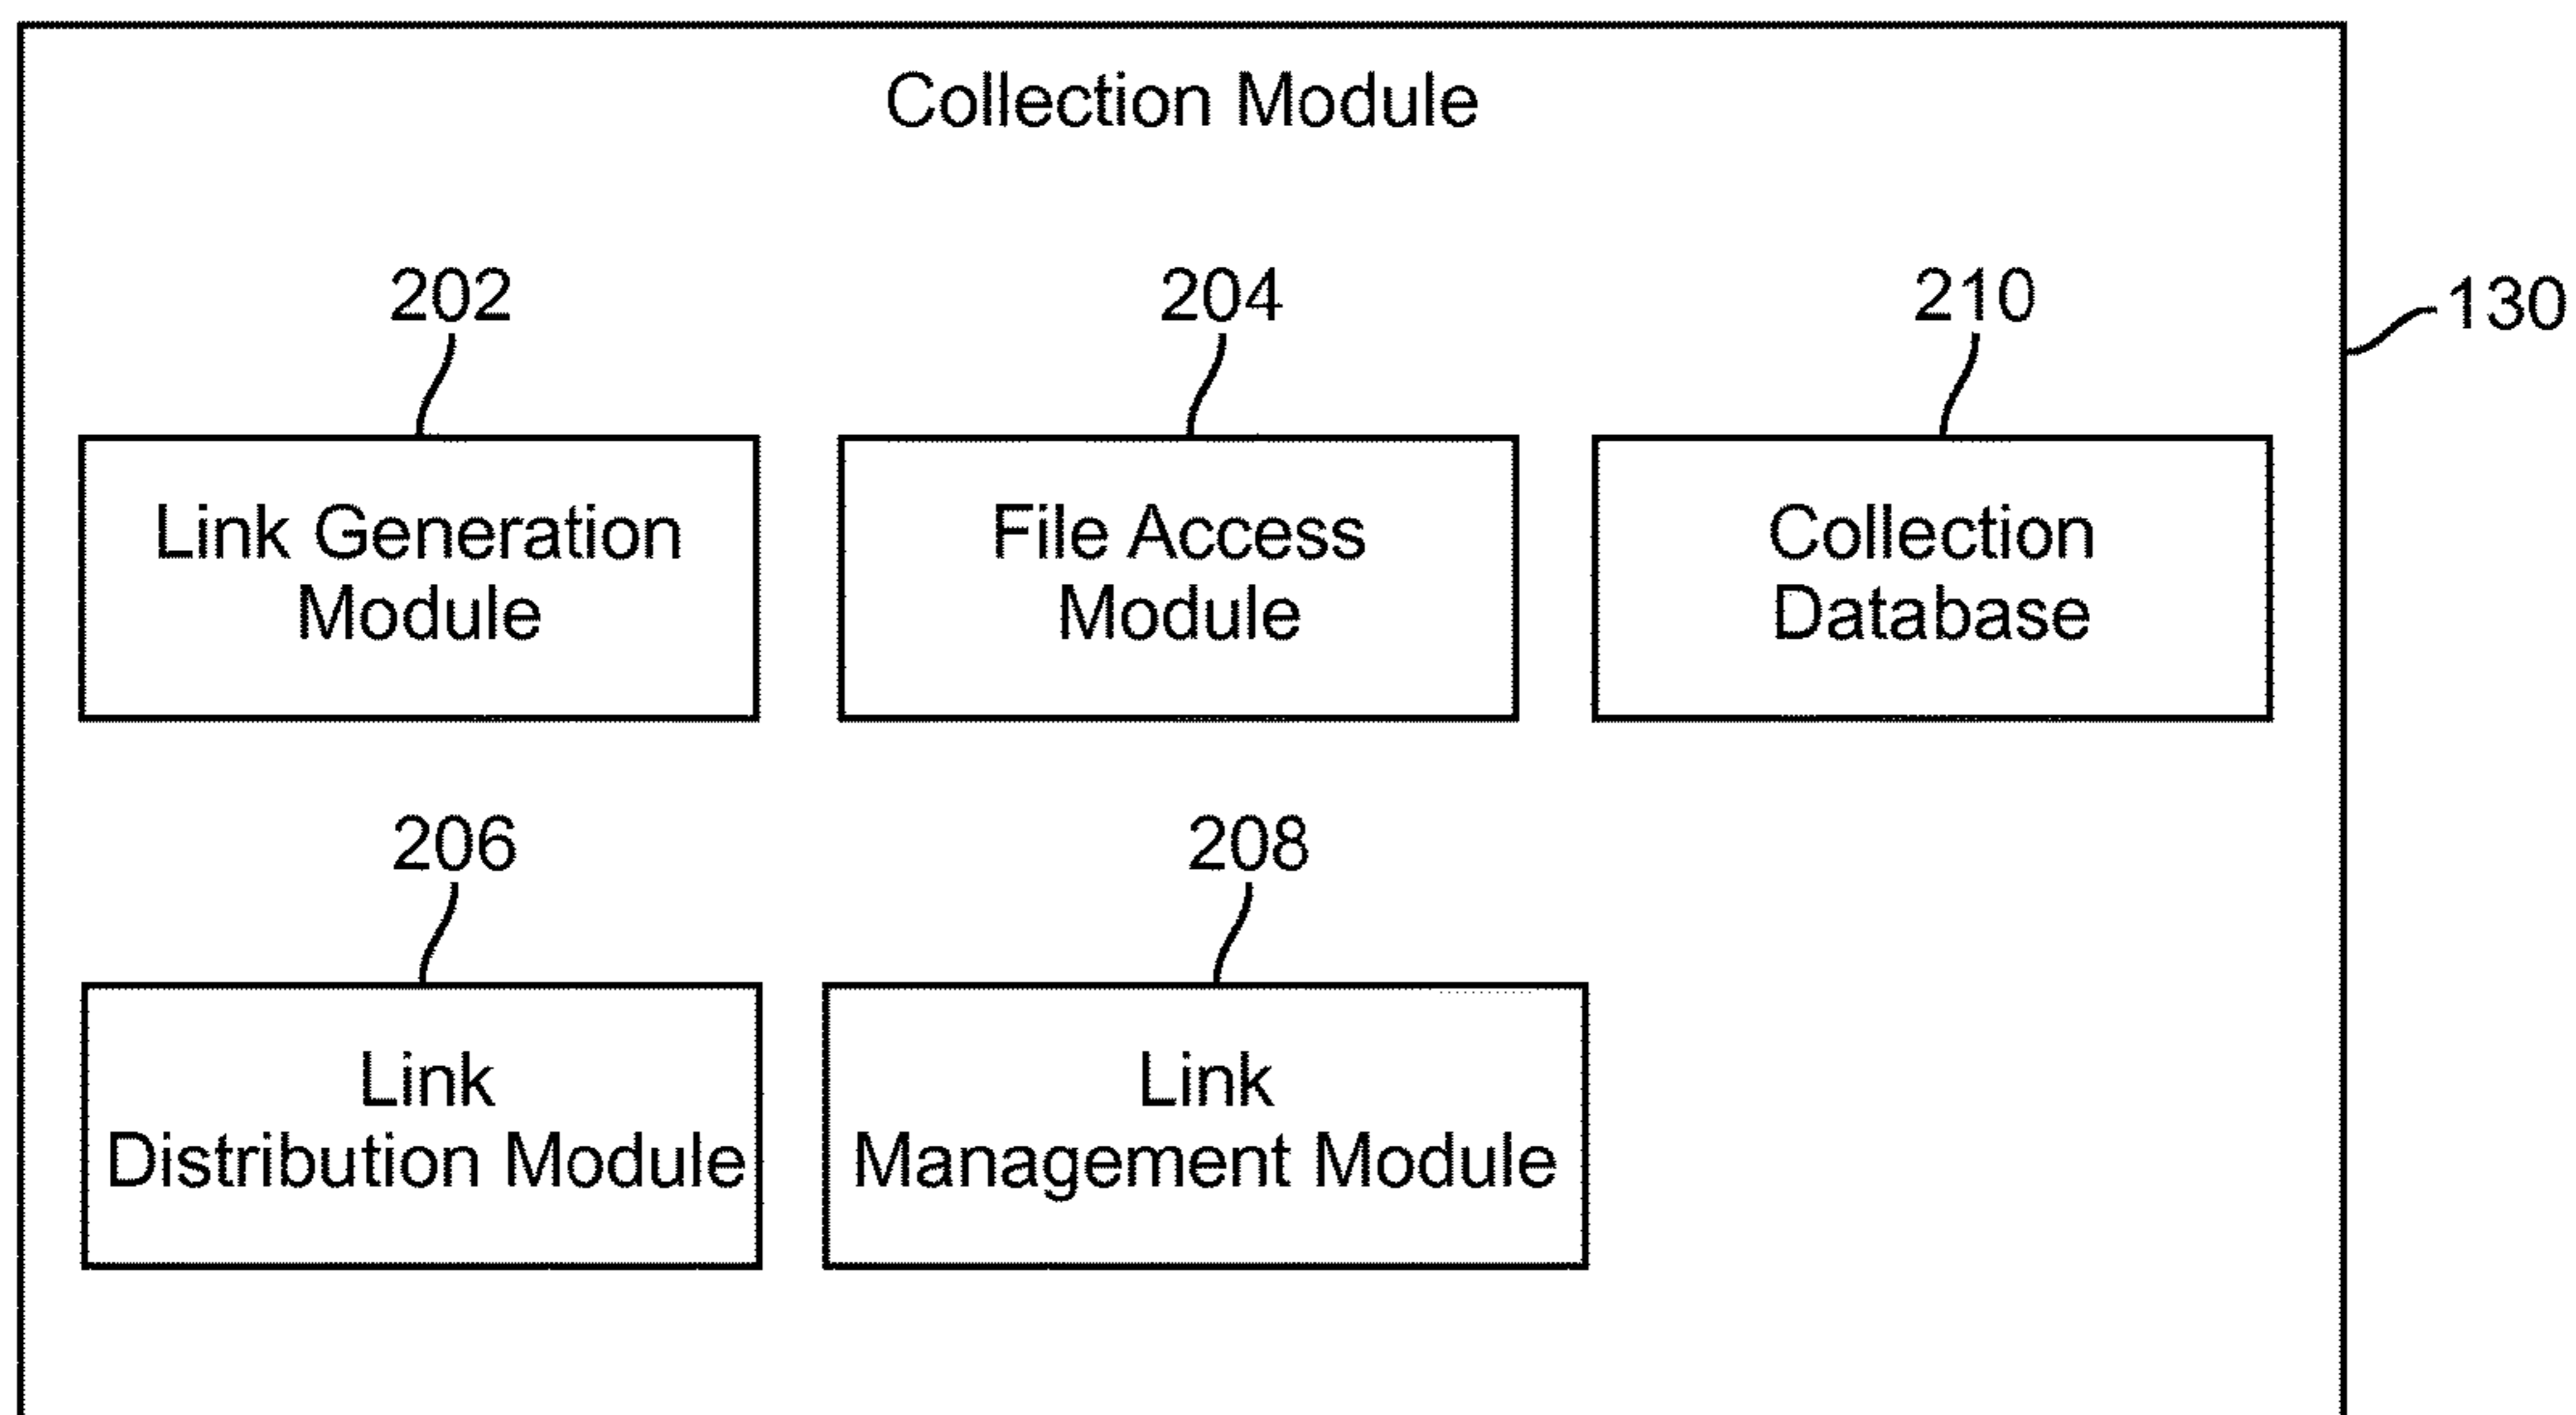 Collection Module
202
204
210
130
Link Generation
Module
File Access
Module
Collection
Database
206
208
Link
Distribution Module
Link
Management Module